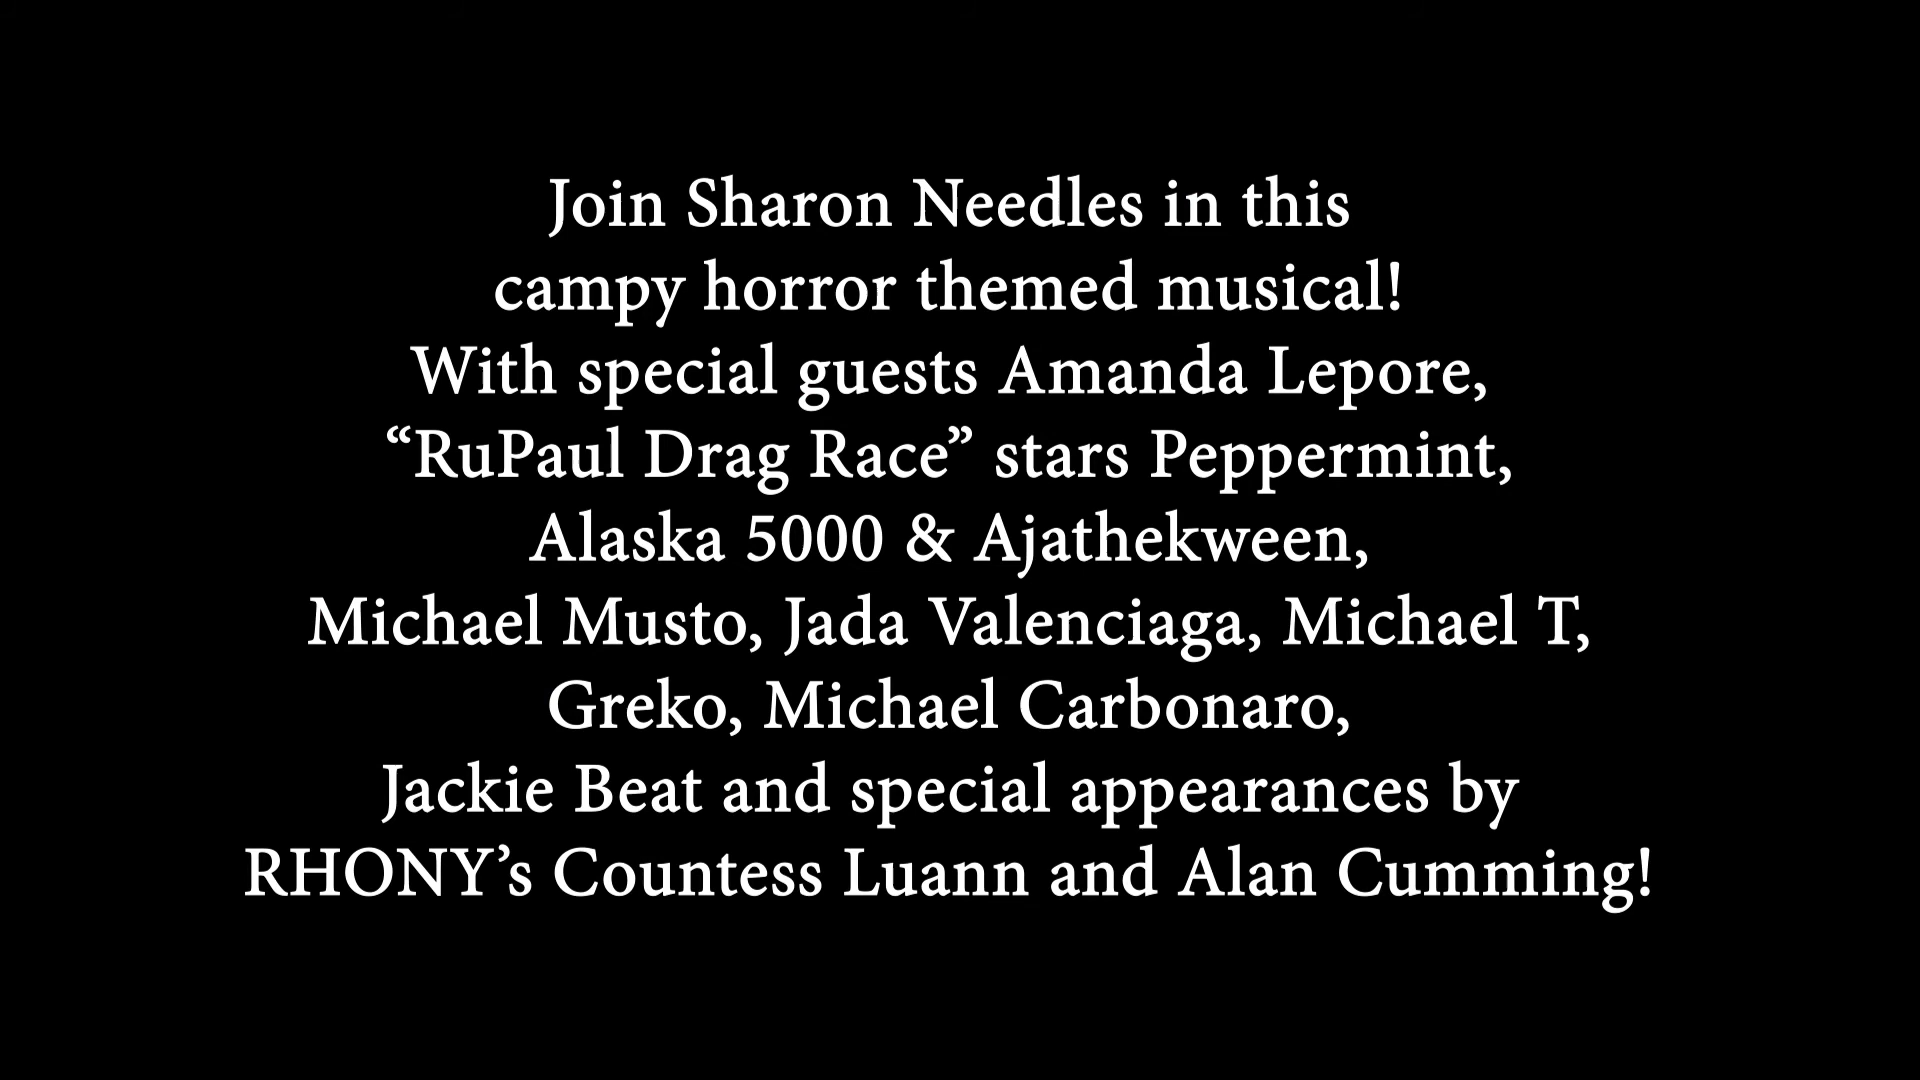 Join Sharon Needles in this
campy horror themed musical!
With special guests Amanda Lepore,
“RuPaul Drag Race” stars Peppermint,
Alaska 5000 & Ajathekween,
Michael Musto, Jada Valenciaga, Michael T,
Greko, Michael Carbonaro,
Jackie Beat and special appearances by
RHONY’s Countess Luann and Alan Cumming!